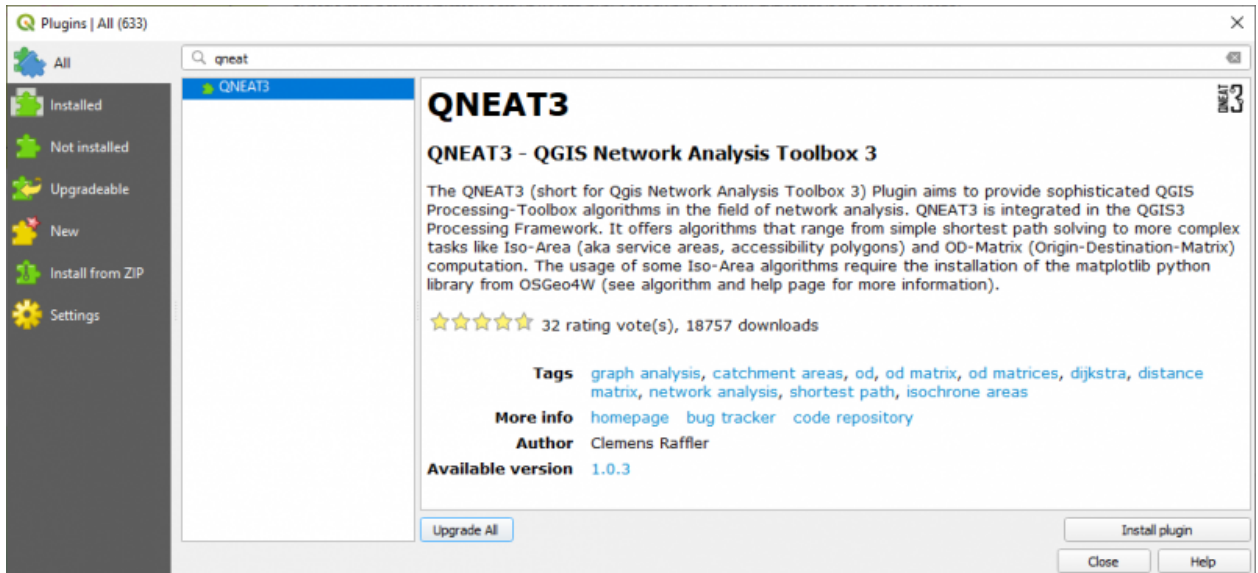 Plugins | All (633)
All
qneat
Installed
Not installed
Upgradeable
New
Install from ZIP
Settings
QNEAT3
QNEAT3
QNEAT
3
QNEAT3 - QGIS Network Analysis Toolbox 3
The QNEAT3 (short for Qgis Network Analysis Toolbox 3) Plugin aims to provide sophisticated QGIS
Processing-Toolbox algorithms in the field of network analysis. QNEAT3 is integrated in the QGIS3
Processing Framework. It offers algorithms that range from simple shortest path solving to more complex
tasks like Iso-Area (aka service areas, accessibility polygons) and OD-Matrix (Origin-Destination-Matrix)
computation. The usage of some Iso-Area algorithms require the installation of the matplotlib python
library from OSGeo4W (see algorithm and help page for more information).
32 rating vote(s), 18757 downloads
Tags graph analysis, catchment areas, od, od matrix, od matrices, dijkstra, distance
matrix, network analysis, shortest path, isochrone areas
More info homepage bug tracker code repository
Author Clemens Raffler
Available version 1.0.3
Upgrade All
Install plugin
Close
Help